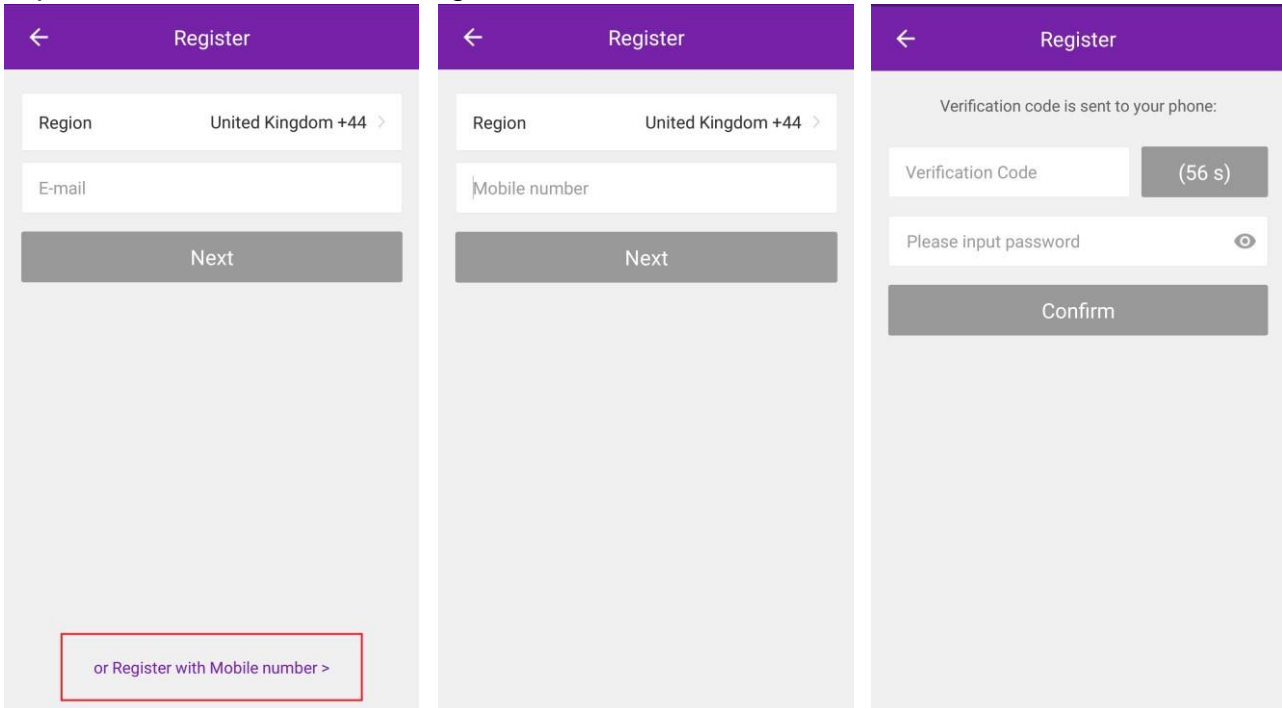 Register
Region United Kingdom +44 >
E-mail
Next
or Register with Mobile number >
Register
Region United Kingdom +44 >
Mobile number
Next
Register
Verification code is sent to your phone:
Verification Code (56 s)
Please input password
Confirm